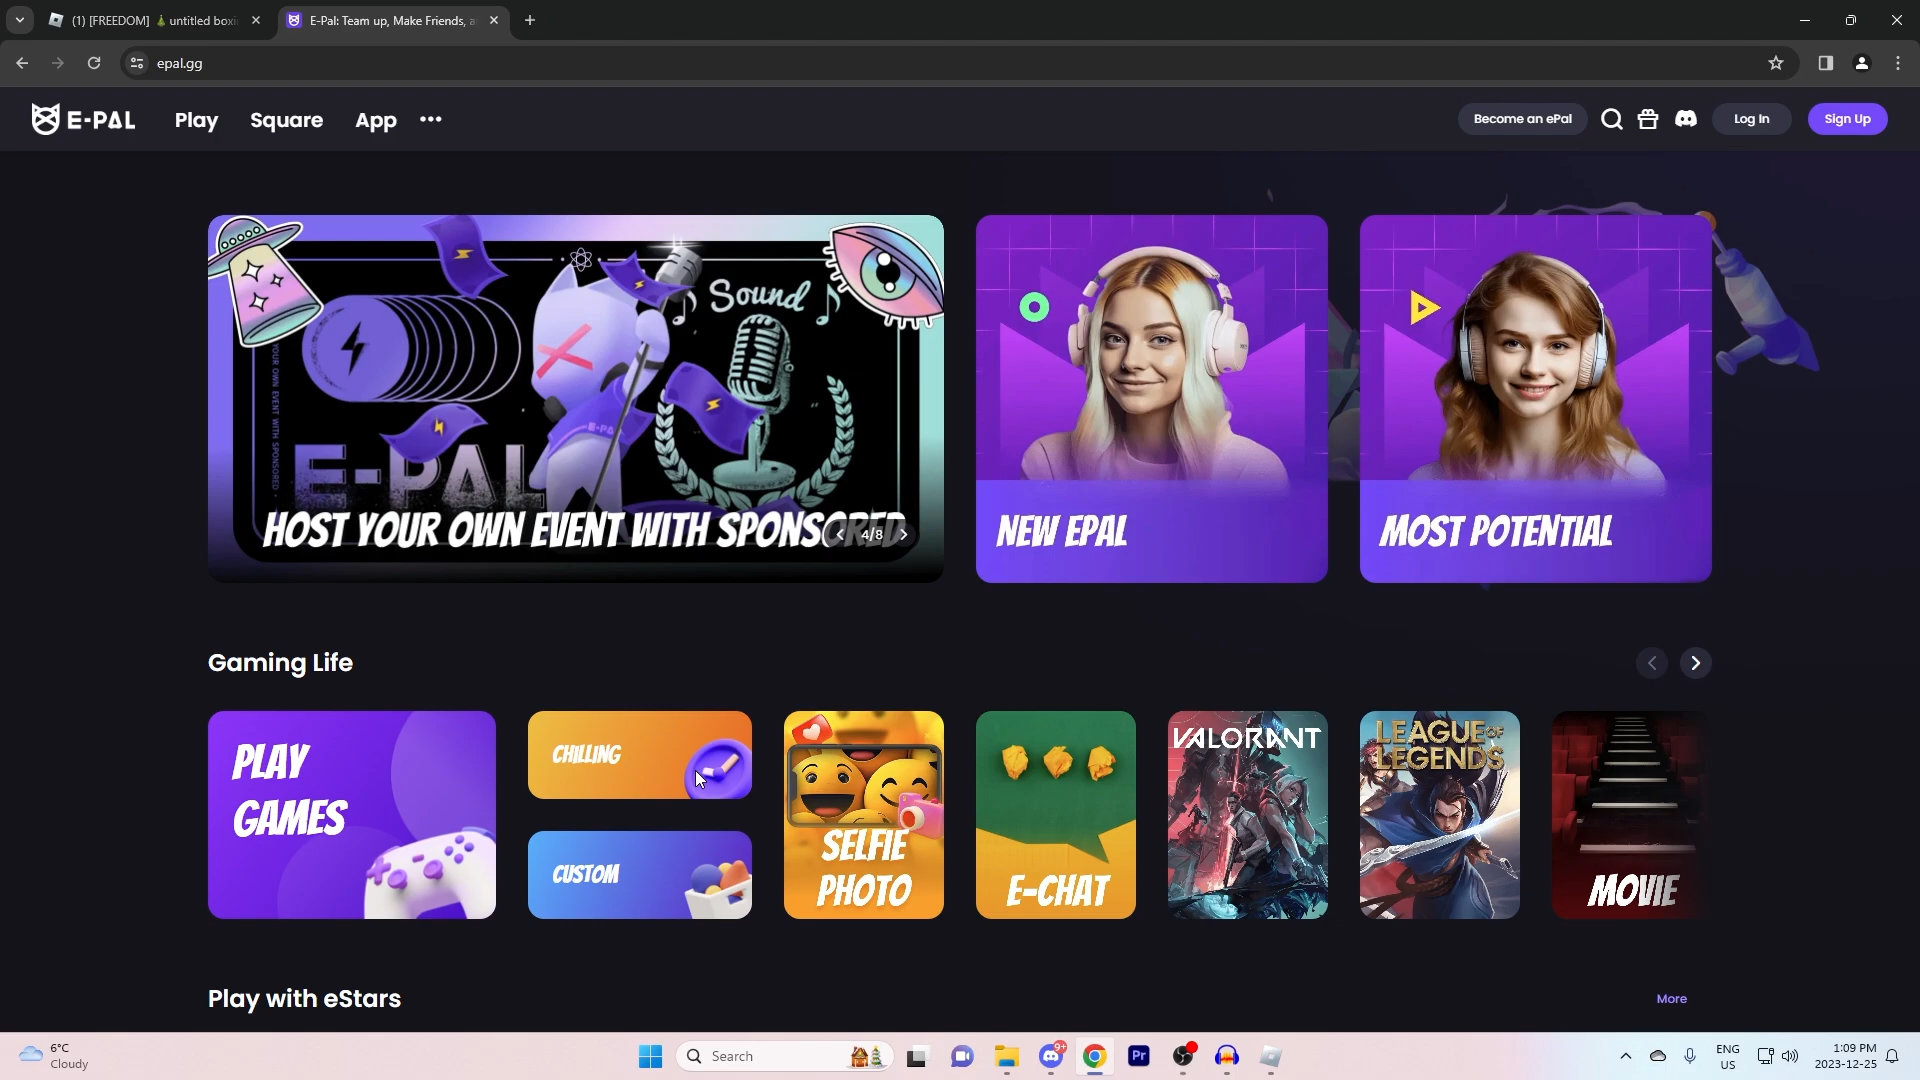 (1) [FREEDOM] 🎄 untitled boxi
E-Pal: Team up, Make Friends, a
epal.gg
E-PAL
Play
Square
App
Become an ePal
Log In
Sign Up
Sound
E-PAL
HOST YOUR OWN EVENT WITH SPONSORED
4/8
NEW EPAL
MOST POTENTIAL
Gaming Life
PLAY
GAMES
CHILLING
CUSTOM
SELFIE
PHOTO
E-CHAT
VALORANT
LEAGUE OF
LEGENDS
MOVIE
Play with eStars
More
6°C
Cloudy
Search
9+
Pr
ENG
US
1:09 PM
2023-12-25